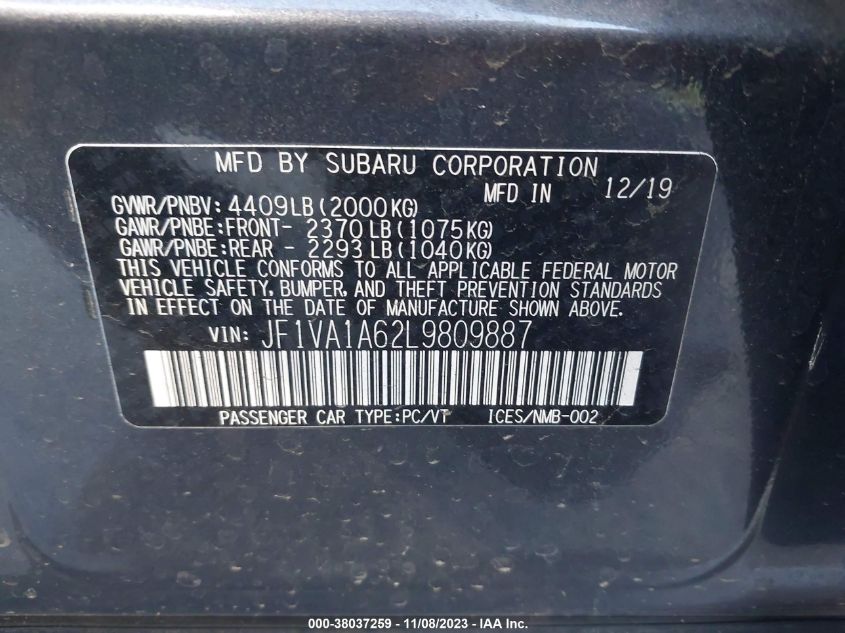 MFD BY SUBARU CORPORATION
MFD IN 12/19
GVWR/PNBV: 4409LB(2000KG)
GAWR/PNBE:FRONT- 2370LB(1075KG)
GAWR/PNBE:REAR - 2293LB(1040KG)
THIS VEHICLE CONFORMS TO ALL APPLICABLE FEDERAL MOTOR
VEHICLE SAFETY, BUMPER, AND THEFT PREVENTION STANDARDS
IN EFFECT ON THE DATE OF MANUFACTURE SHOWN ABOVE.
VIN: JF1VA1A62L9809887
PASSENGER CAR TYPE:PC/VT ICES/NMB-002
000-38037259 - 11/08/2023 - IAA Inc.